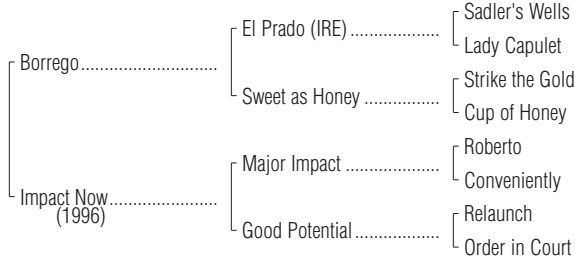 Sadler's Wells
El Prado (IRE)
Lady Capulet
Borrego
Strike the Gold
Sweet as Honey
Cup of Honey
Roberto
Major Impact
Conveniently
Impact Now
(1996)
Relaunch
Good Potential
Order in Court